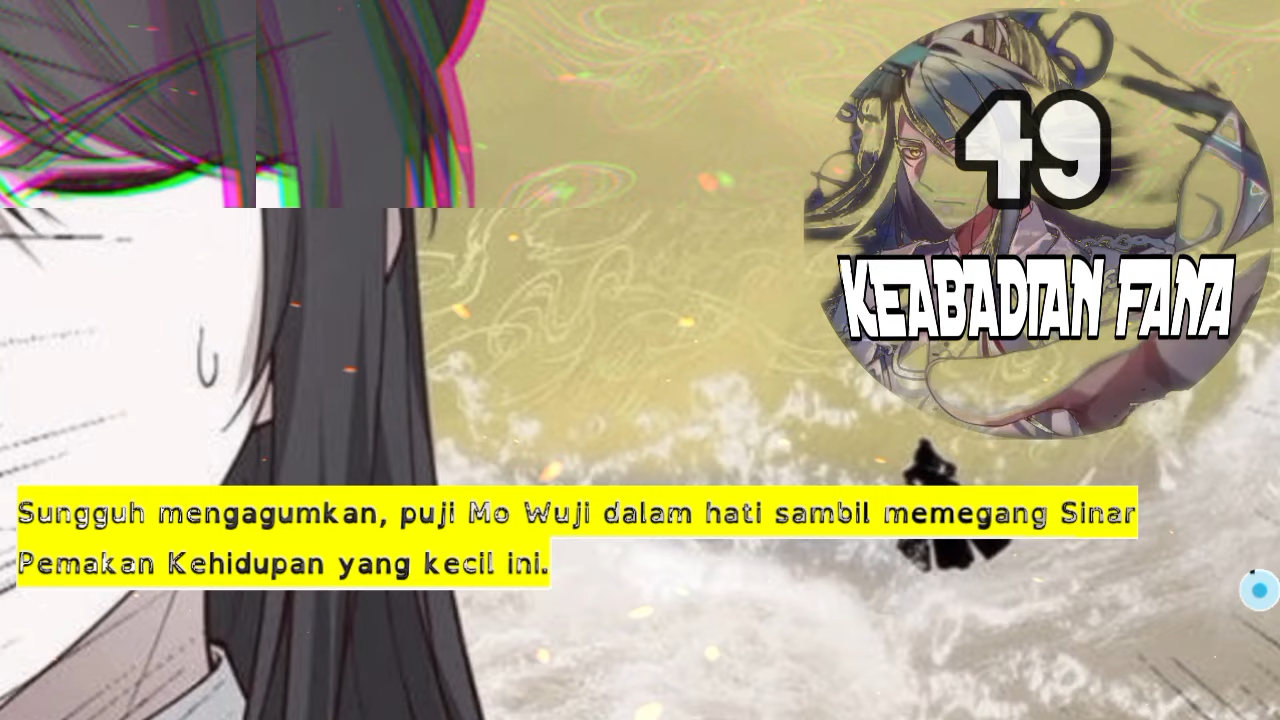 49
KEABADIAN FANA
Sungguh mengagumkan, puji Mo Wuji dalam hati sambil memegang Sinar
Pemakan Kehidupan yang kecil ini.